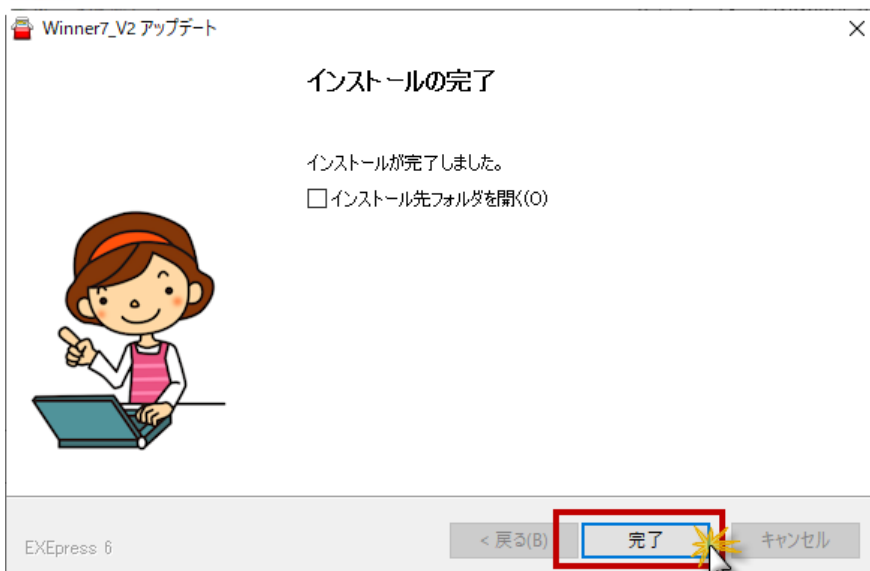 Winner7_V2 アップデート
インストールの完了
インストールが完了しました。
インストール先フォルダを開く(O)
EXEpress 6
< 戻る(B)
完了
キャンセル